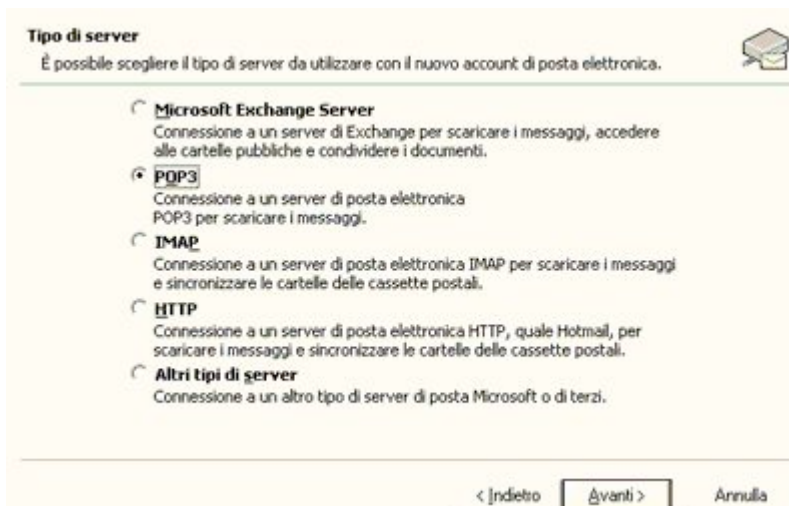 Tipo di server
È possibile scegliere il tipo di server da utilizzare con il nuovo account di posta elettronica.
Microsoft Exchange Server
Connessione a un server di Exchange per scaricare i messaggi, accedere
alle cartelle pubbliche e condividere i documenti.
POP3
Connessione a un server di posta elettronica
POP3 per scaricare i messaggi.
IMAP
Connessione a un server di posta elettronica IMAP per scaricare i messaggi
e sincronizzare le cartelle delle cassette postali.
HTTP
Connessione a un server di posta elettronica HTTP, quale Hotmail, per
scaricare i messaggi e sincronizzare le cartelle delle cassette postali.
Altri tipi di server
Connessione a un altro tipo di server di posta Microsoft o di terzi.
< Indietro Avanti > Annulla